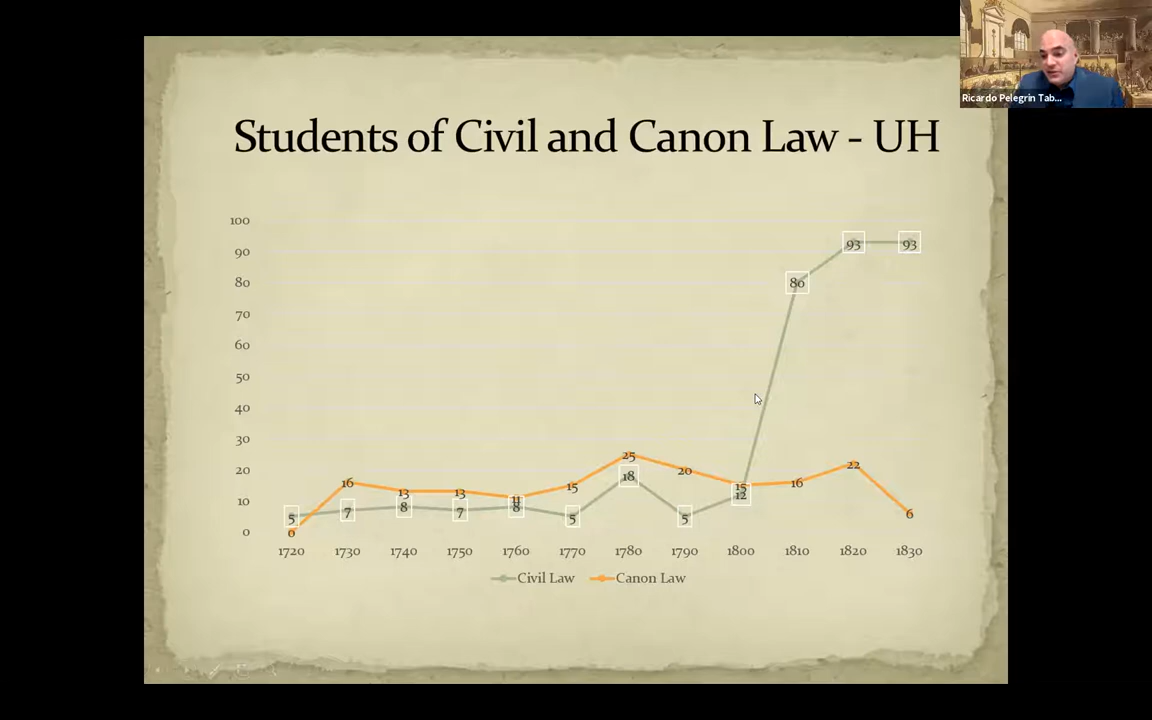 Ricardo Pelegrin Tab...
Students of Civil and Canon Law - UH
100
90
80
70
60
50
40
30
20
10
0
93 93
80
25
16 13 13 11 15 18 20 15 16 22
5 7 8 7 8 5 5 12 6
0
1720 1730 1740 1750 1760 1770 1780 1790 1800 1810 1820 1830
Civil Law Canon Law